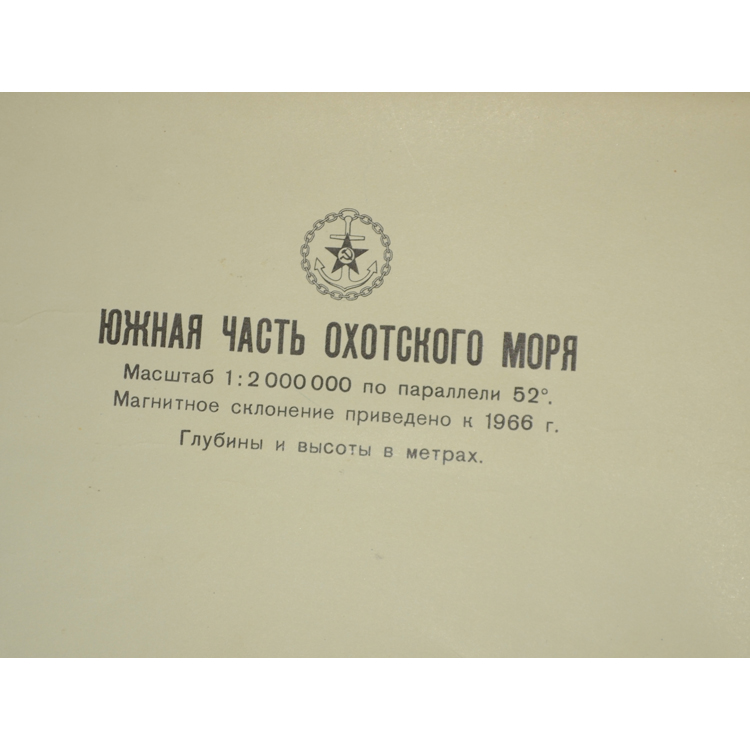 ЮЖНАЯ ЧАСТЬ ОХОТСКОГО МОРЯ
Масштаб 1:2 000 000 по параллели 52°.
Магнитное склонение приведено к 1966 г.
Глубины и высоты в метрах.